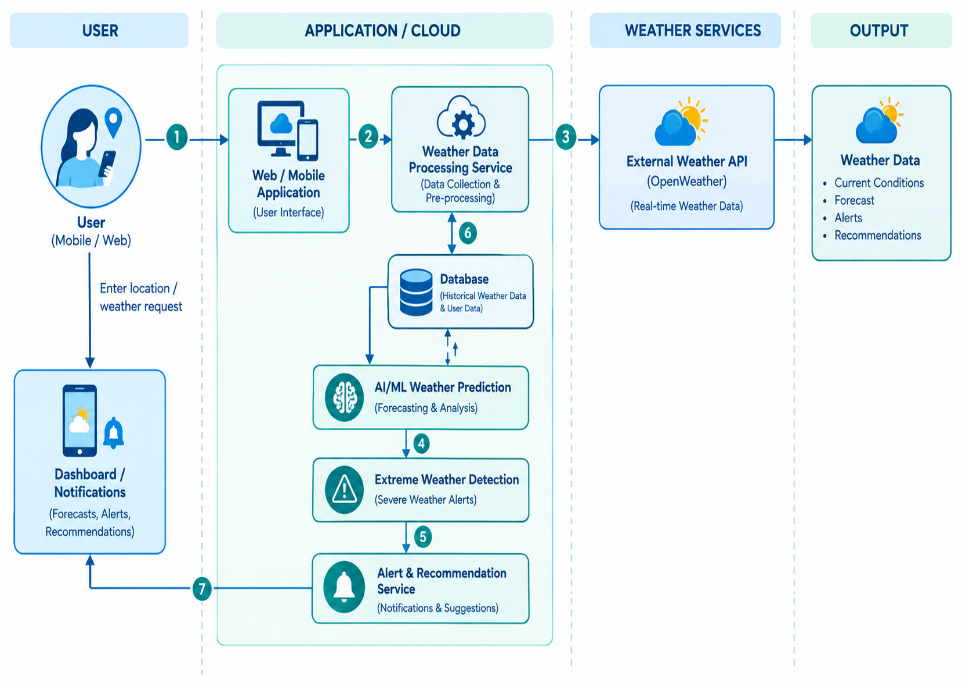 USER
APPLICATION / CLOUD
WEATHER SERVICES
OUTPUT
1
2
3
Web / Mobile
Application
(User Interface)
Weather Data
Processing Service
(Data Collection &
Pre-processing)
External Weather API
(OpenWeather)
(Real-time Weather Data)
Weather Data
• Current Conditions
• Forecast
• Alerts
• Recommendations
User
(Mobile / Web)
6
Enter location /
weather request
Database
(Historical Weather Data
& User Data)
AI/ML Weather Prediction
(Forecasting & Analysis)
4
Extreme Weather Detection
(Severe Weather Alerts)
5
Dashboard /
Notifications
(Forecasts, Alerts,
Recommendations)
Alert & Recommendation
Service
(Notifications & Suggestions)
7